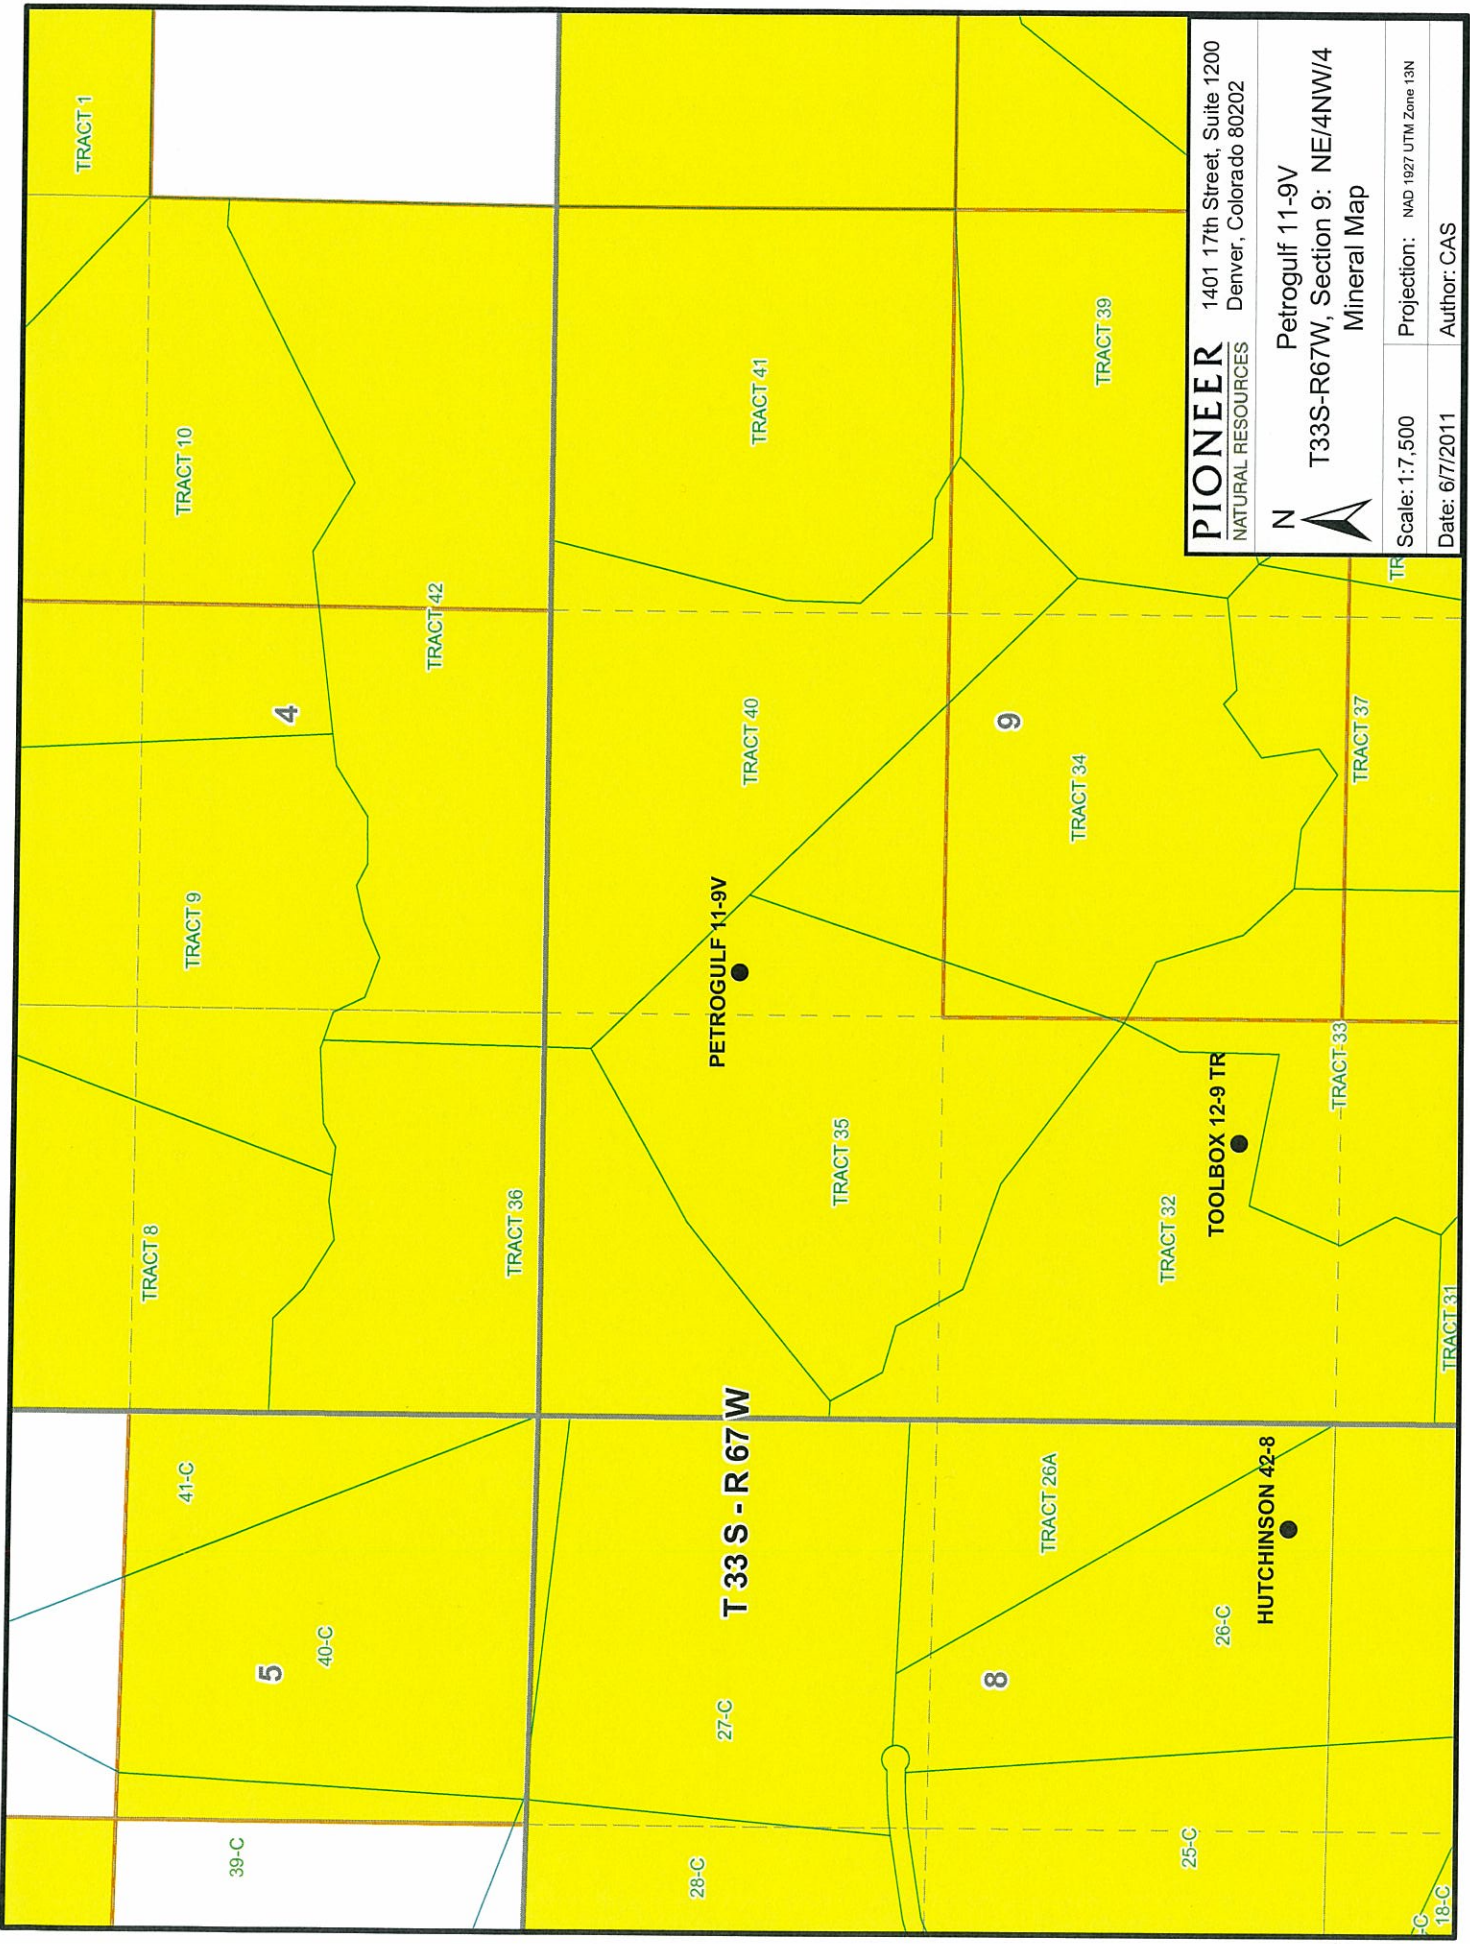 TRACT 1
TRACT 10
TRACT 9
TRACT 8
4
TRACT 42
TRACT 36
41-C
5
40-C
39-C
TRACT 41
TRACT 40
PETROGULF 11-9V
TRACT 35
T 33 S - R 67 W
27-C
28-C
TRACT 39
9
TRACT 34
TRACT 37
TR
TRACT 33
TOOLBOX 12-9 TR
TRACT 32
TRACT 31
TRACT 26A
HUTCHINSON 42-8
8
26-C
25-C
18-C
-C
PIONEER
NATURAL RESOURCES
1401 17th Street, Suite 1200
Denver, Colorado 80202
N
Petrogulf 11-9V
T33S-R67W, Section 9: NE/4NW/4
Mineral Map
Scale: 1:7,500
Projection: NAD 1927 UTM Zone 13N
Date: 6/7/2011
Author: CAS